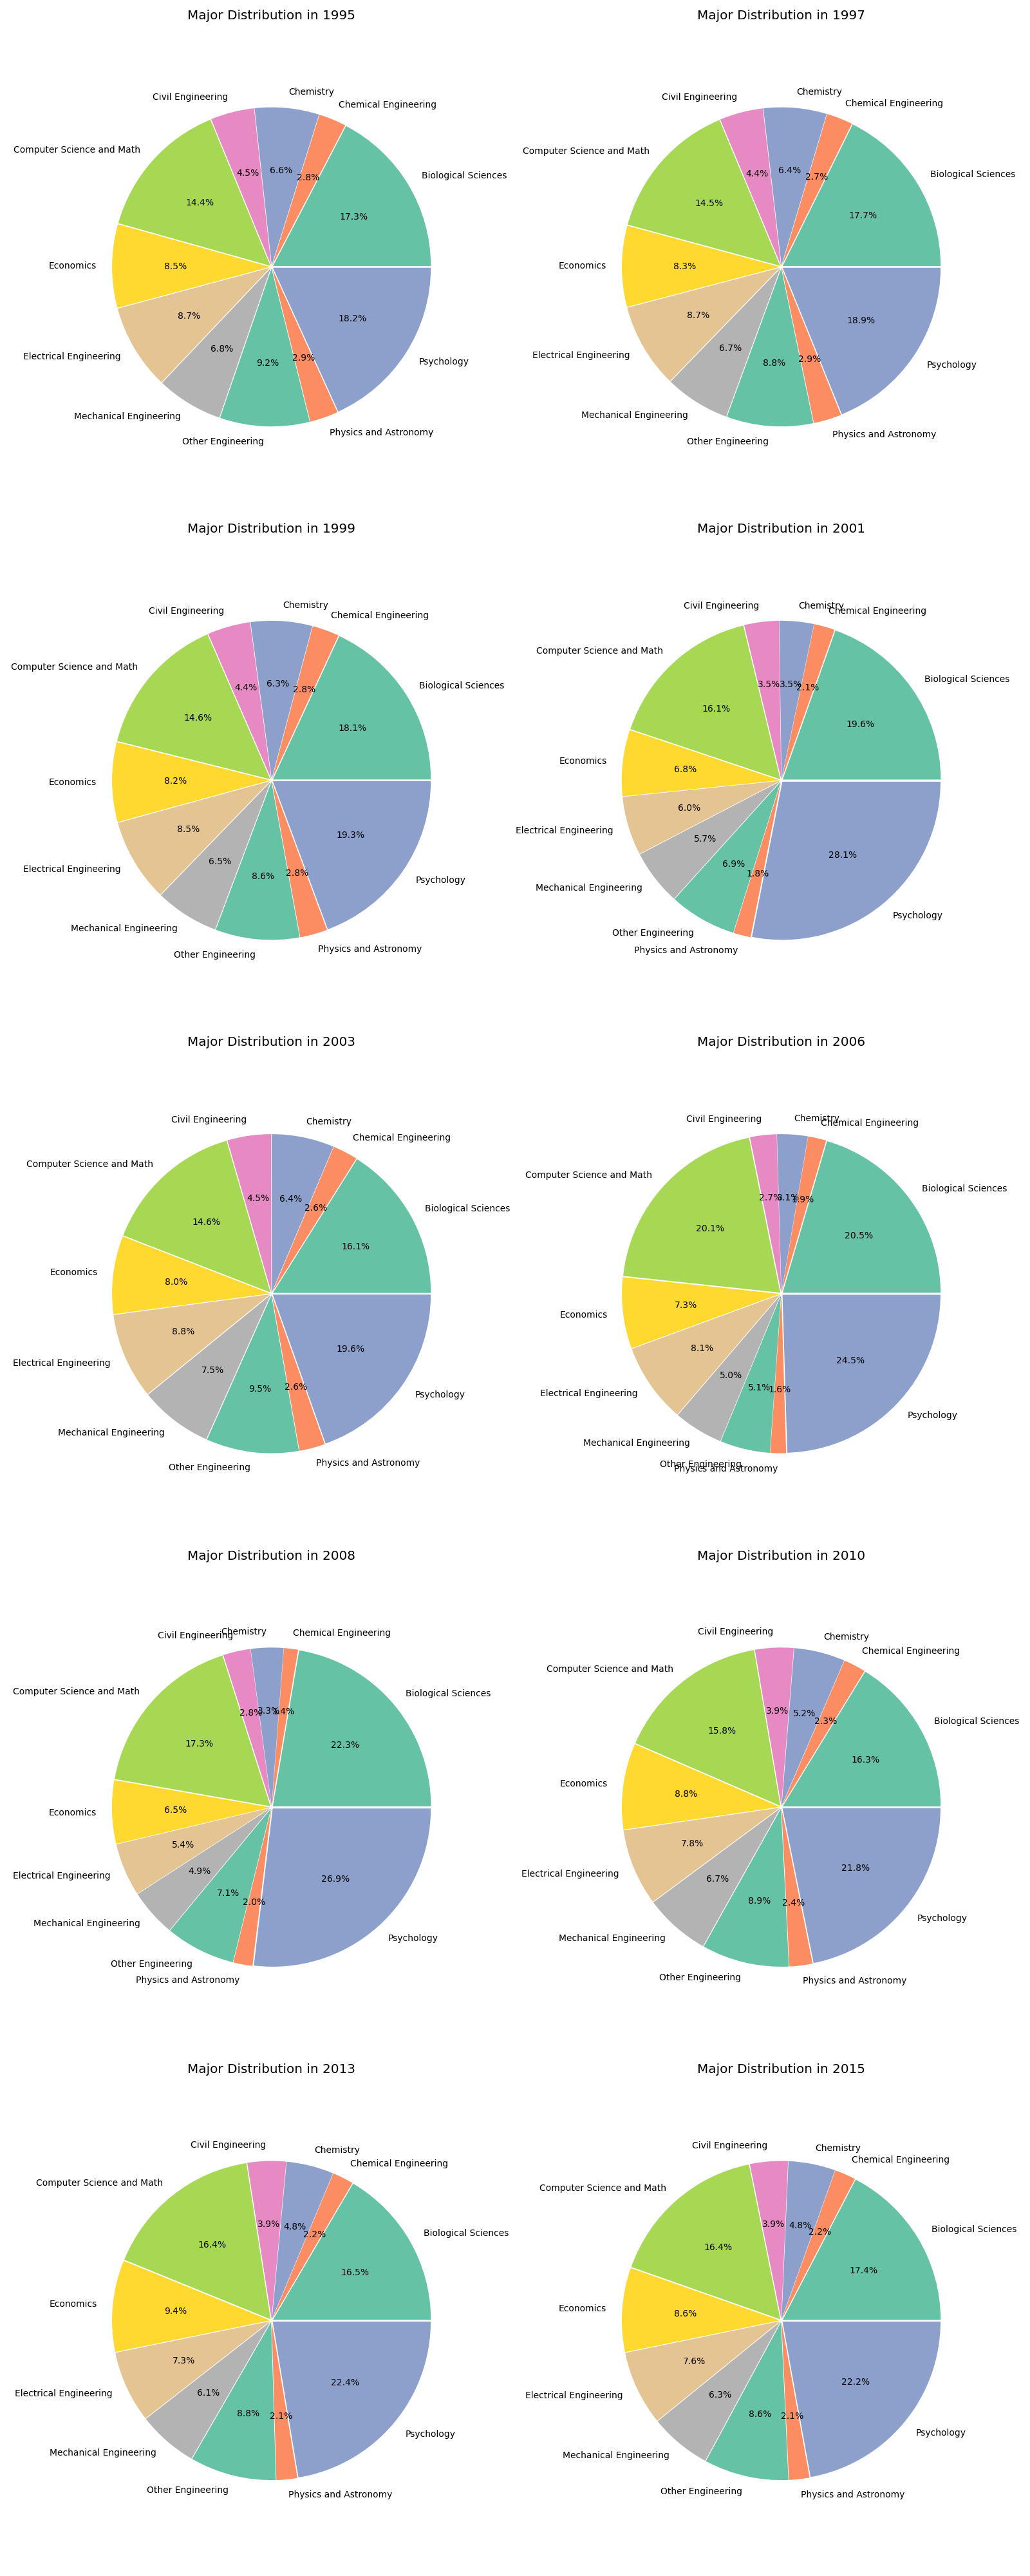 Major Distribution in 1995
Civil Engineering
Chemistry
Chemical Engineering
Computer Science and Math
Biological Sciences
4.5%
6.6%
2.8%
14.4%
17.3%
Economics
8.5%
8.7%
18.2%
Electrical Engineering
6.8%
9.2%
2.9%
Psychology
Mechanical Engineering
Other Engineering
Physics and Astronomy
Major Distribution in 1997
Civil Engineering
Chemistry
Chemical Engineering
Computer Science and Math
Biological Sciences
4.4%
6.4%
2.7%
14.5%
17.7%
Economics
8.3%
8.7%
18.9%
Electrical Engineering
6.7%
8.8%
2.9%
Psychology
Mechanical Engineering
Other Engineering
Physics and Astronomy
Major Distribution in 1999
Civil Engineering
Chemistry
Chemical Engineering
Computer Science and Math
Biological Sciences
4.4%
6.3%
2.8%
14.6%
18.1%
Economics
8.2%
8.5%
19.3%
Electrical Engineering
6.5%
8.6%
2.8%
Psychology
Mechanical Engineering
Other Engineering
Physics and Astronomy
Major Distribution in 2001
Civil Engineering
Chemistry
Chemical Engineering
Computer Science and Math
Biological Sciences
3.5%
3.5%
2.1%
16.1%
19.6%
Economics
6.8%
6.0%
28.1%
Electrical Engineering
5.7%
6.9%
1.8%
Psychology
Mechanical Engineering
Other Engineering
Physics and Astronomy
Major Distribution in 2003
Civil Engineering
Chemistry
Chemical Engineering
Computer Science and Math
Biological Sciences
4.5%
6.4%
2.6%
14.6%
16.1%
Economics
8.0%
8.8%
19.6%
Electrical Engineering
7.5%
9.5%
2.6%
Psychology
Mechanical Engineering
Other Engineering
Physics and Astronomy
Major Distribution in 2006
Civil Engineering
Chemistry
Chemical Engineering
Computer Science and Math
Biological Sciences
2.7%
3.1%
1.9%
20.1%
20.5%
Economics
7.3%
8.1%
24.5%
Electrical Engineering
5.0%
5.1%
1.6%
Psychology
Mechanical Engineering
Other Engineering
Physics and Astronomy
Major Distribution in 2008
Civil Engineering
Chemistry
Chemical Engineering
Computer Science and Math
Biological Sciences
2.8%
3.3%
1.4%
17.3%
22.3%
Economics
6.5%
5.4%
26.9%
Electrical Engineering
4.9%
7.1%
2.0%
Psychology
Mechanical Engineering
Other Engineering
Physics and Astronomy
Major Distribution in 2010
Civil Engineering
Chemistry
Chemical Engineering
Computer Science and Math
Biological Sciences
3.9%
5.2%
2.3%
15.8%
16.3%
Economics
8.8%
7.8%
21.8%
Electrical Engineering
6.7%
8.9%
2.4%
Psychology
Mechanical Engineering
Other Engineering
Physics and Astronomy
Major Distribution in 2013
Civil Engineering
Chemistry
Chemical Engineering
Computer Science and Math
Biological Sciences
3.9%
4.8%
2.2%
16.4%
16.5%
Economics
9.4%
7.3%
22.4%
Electrical Engineering
6.1%
8.8%
2.1%
Psychology
Mechanical Engineering
Other Engineering
Physics and Astronomy
Major Distribution in 2015
Civil Engineering
Chemistry
Chemical Engineering
Computer Science and Math
Biological Sciences
3.9%
4.8%
2.2%
16.4%
17.4%
Economics
8.6%
7.6%
22.2%
Electrical Engineering
6.3%
8.6%
2.1%
Psychology
Mechanical Engineering
Other Engineering
Physics and Astronomy